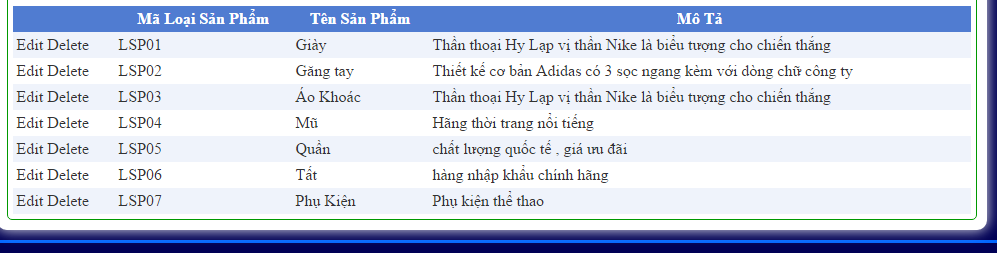 Mã Loại Sản Phẩm Tên Sản Phẩm Mô Tả
Edit Delete LSP01 Giày Thần thoại Hy Lạp vị thần Nike là biểu tượng cho chiến thắng
Edit Delete LSP02 Găng tay Thiết kế cơ bản Adidas có 3 sọc ngang kèm với dòng chữ công ty
Edit Delete LSP03 Áo Khoác Thần thoại Hy Lạp vị thần Nike là biểu tượng cho chiến thắng
Edit Delete LSP04 Mũ Hãng thời trang nổi tiếng
Edit Delete LSP05 Quần chất lượng quốc tế , giá ưu đãi
Edit Delete LSP06 Tất hàng nhập khẩu chính hãng
Edit Delete LSP07 Phụ Kiện Phụ kiện thể thao